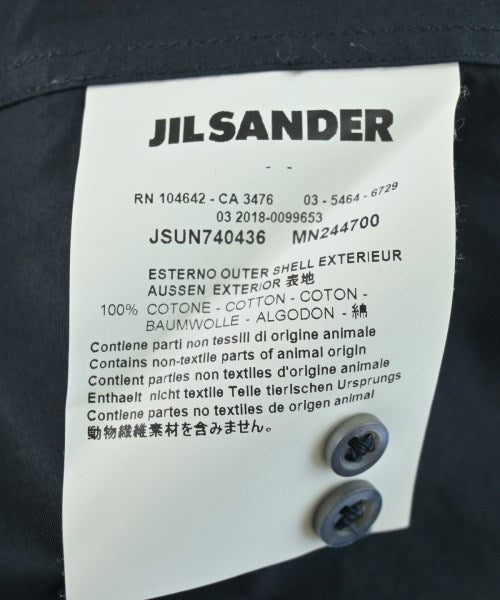 JIL SANDER
- -
RN 104642 - CA 3476 03 - 5464 - 6729
03 2018-0099653
JSUN740436 MN244700
ESTERNO OUTER SHELL EXTERIEUR
AUSSEN EXTERIOR 表地
100% COTONE - COTTON - COTON -
BAUMWOLLE - ALGODON - 綿
Contiene parti non tessili di origine animale
Contains non-textile parts of animal origin
Contient parties non textiles d'origine animale
Enthaelt nicht textile Teile tierischen Ursprungs
Contiene partes no textiles de origen animal
動物繊維素材を含みません。